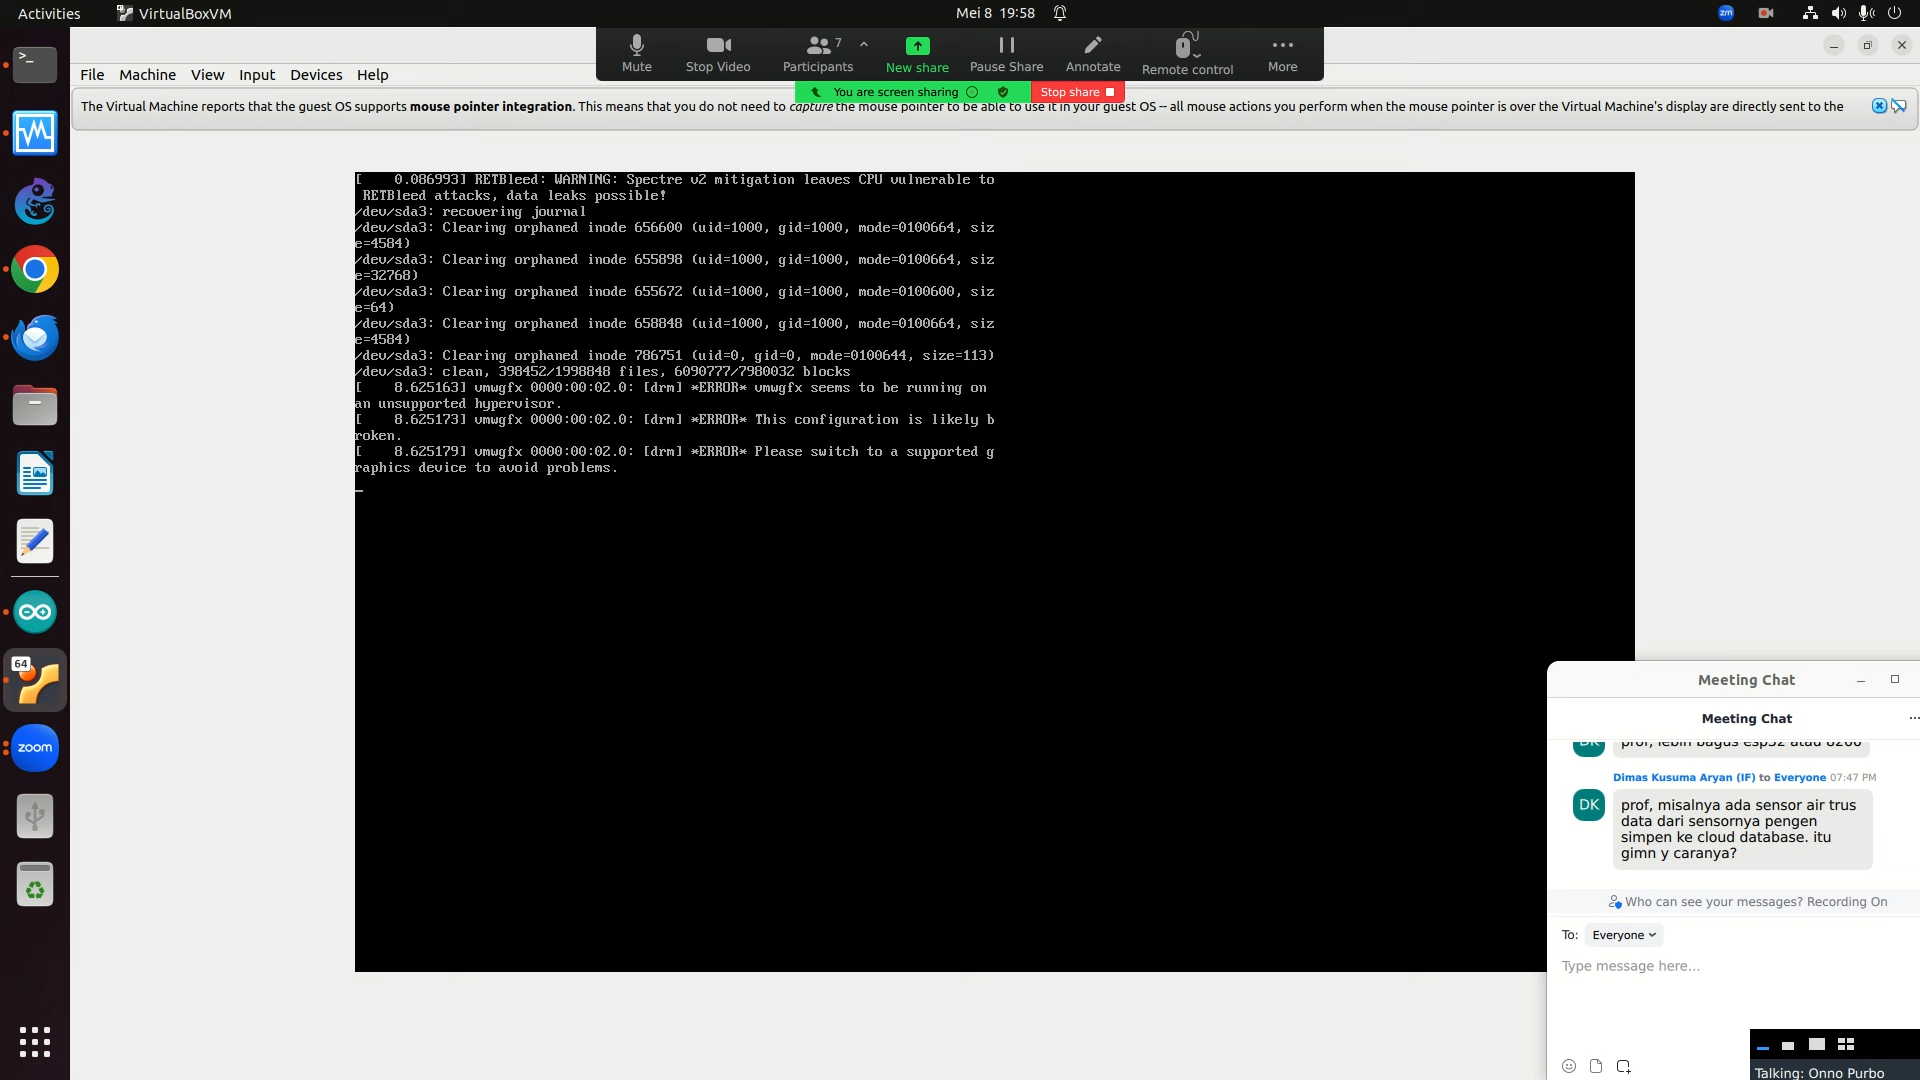 Activities
VirtualBoxVM
Mei 8 19:58
zm
Mute
Stop Video
Participants
7
New share
Pause Share
Annotate
Remote control
More
You are screen sharing
Stop share
File Machine View Input Devices Help
The Virtual Machine reports that the guest OS supports mouse pointer integration. This means that you do not need to capture the mouse pointer to be able to use it in your guest OS -- all mouse actions you perform when the mouse pointer is over the Virtual Machine's display are directly sent to the
[    0.086993] RETBleed: WARNING: Spectre v2 mitigation leaves CPU vulnerable to
 RETBleed attacks, data leaks possible!
/dev/sda3: recovering journal
/dev/sda3: Clearing orphaned inode 656600 (uid=1000, gid=1000, mode=0100664, siz
e=4584)
/dev/sda3: Clearing orphaned inode 655898 (uid=1000, gid=1000, mode=0100664, siz
e=32768)
/dev/sda3: Clearing orphaned inode 655672 (uid=1000, gid=1000, mode=0100600, siz
e=64)
/dev/sda3: Clearing orphaned inode 658848 (uid=1000, gid=1000, mode=0100664, siz
e=4584)
/dev/sda3: Clearing orphaned inode 786751 (uid=0, gid=0, mode=0100644, size=113)
/dev/sda3: clean, 398452/1998848 files, 6090777/7980032 blocks
[    8.625163] vmwgfx 0000:00:02.0: [drm] *ERROR* vmwgfx seems to be running on
an unsupported hypervisor.
[    8.625173] vmwgfx 0000:00:02.0: [drm] *ERROR* This configuration is likely b
roken.
[    8.625179] vmwgfx 0000:00:02.0: [drm] *ERROR* Please switch to a supported g
raphics device to avoid problems.
64
zoom
Meeting Chat
Meeting Chat
DK
prof, lebih bagus esp32 atau 8266
Dimas Kusuma Aryan (IF) to Everyone 07:47 PM
DK
prof, misalnya ada sensor air trus
data dari sensornya pengen
simpen ke cloud database. itu
gimn y caranya?
Who can see your messages? Recording On
To: Everyone
Type message here...
Talking: Onno Purbo